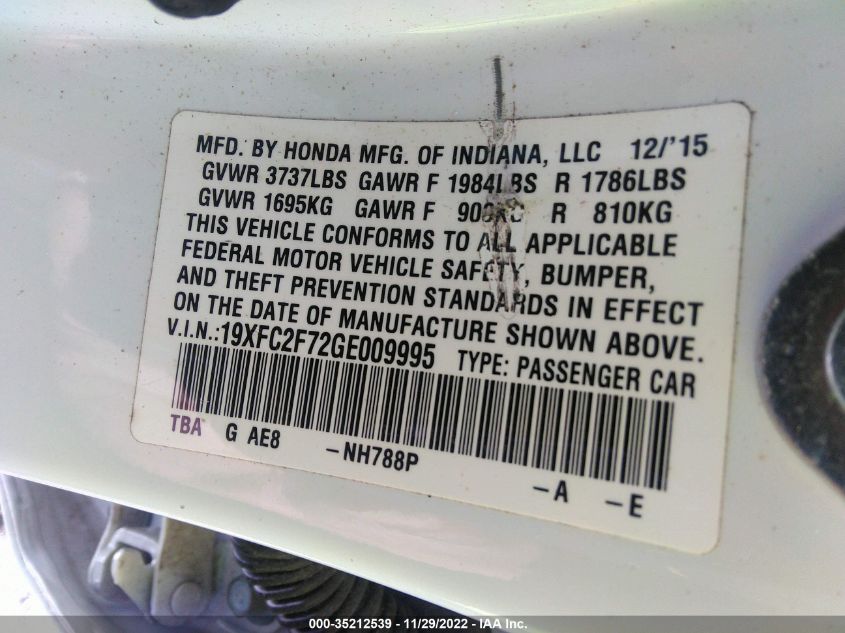 MFD. BY HONDA MFG. OF INDIANA, LLC 12/'15
GVWR 3737LBS GAWR F 1984LBS R 1786LBS
GVWR 1695KG GAWR F R 810KG
THIS VEHICLE CONFORMS TO ALL APPLICABLE
FEDERAL MOTOR VEHICLE SAFETY, BUMPER,
AND THEFT PREVENTION STANDARDS IN EFFECT
ON THE DATE OF MANUFACTURE SHOWN ABOVE.
V.I.N.:19XFC2F72GE009995 TYPE: PASSENGER CAR
TBA G AE8 -NH788P -A -E
000-35212539 - 11/29/2022 - IAA Inc.